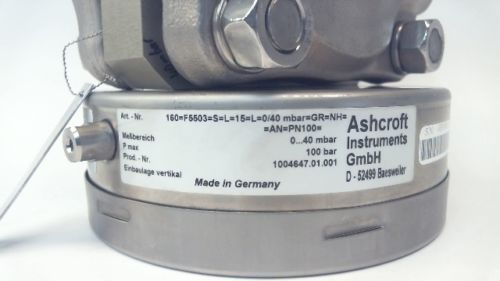 Art. - Nr. 160=F5503=S=L=15=L=0/40 mbar=GR=NH=
=AN=PN100=
Meßbereich 0...40 mbar
P max 100 bar
Prod. - Nr. 1004647.01.001
Einbaulage vertikal
Made in Germany
Ashcroft
Instruments
GmbH
D - 52499 Baesweiler